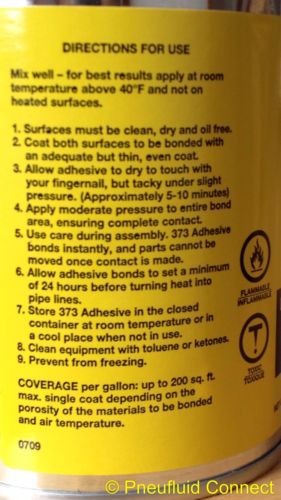 DIRECTIONS FOR USE
Mix well – for best results apply at room
temperature above 40°F and not on
heated surfaces.
1. Surfaces must be clean, dry and oil free.
2. Coat both surfaces to be bonded with
an adequate but thin, even coat.
3. Allow adhesive to dry to touch with
your fingernail, but tacky under slight
pressure. (Approximately 5-10 minutes)
4. Apply moderate pressure to entire bond
area, ensuring complete contact.
5. Use care during assembly. 373 Adhesive
bonds instantly, and parts cannot be
moved once contact is made.
6. Allow adhesive bonds to set a minimum
of 24 hours before turning heat into
pipe lines.
7. Store 373 Adhesive in the closed
container at room temperature or in
a cool place when not in use.
8. Clean equipment with toluene or ketones.
9. Prevent from freezing.
FLAMMABLE
INFLAMMABLE
TOXIC
TOXIQUE
COVERAGE per gallon: up to 200 sq. ft.
max. single coat depending on the
porosity of the materials to be bonded
and air temperature.
0709
© Pneufluid Connect